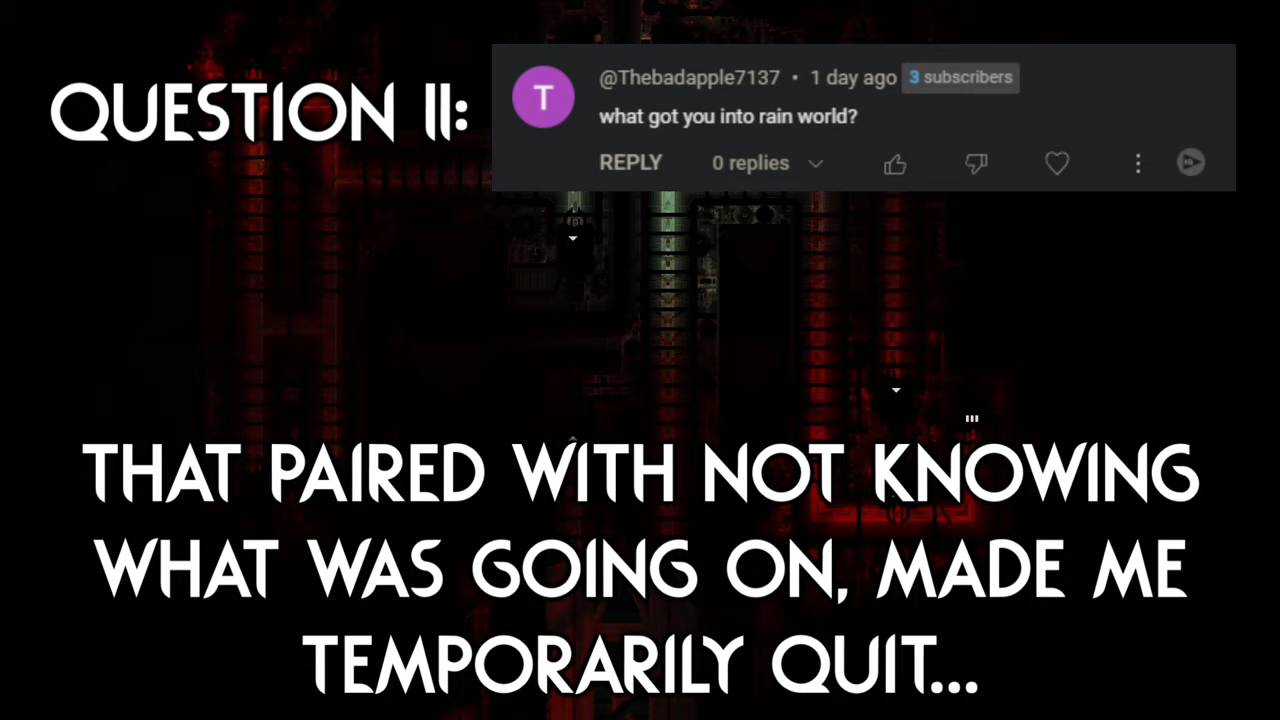 QUESTION II:
T
@Thebadapple7137 • 1 day ago 3 subscribers
what got you into rain world?
REPLY 0 replies
THAT PAIRED WITH NOT KNOWING
WHAT WAS GOING ON, MADE ME
TEMPORARILY QUIT...